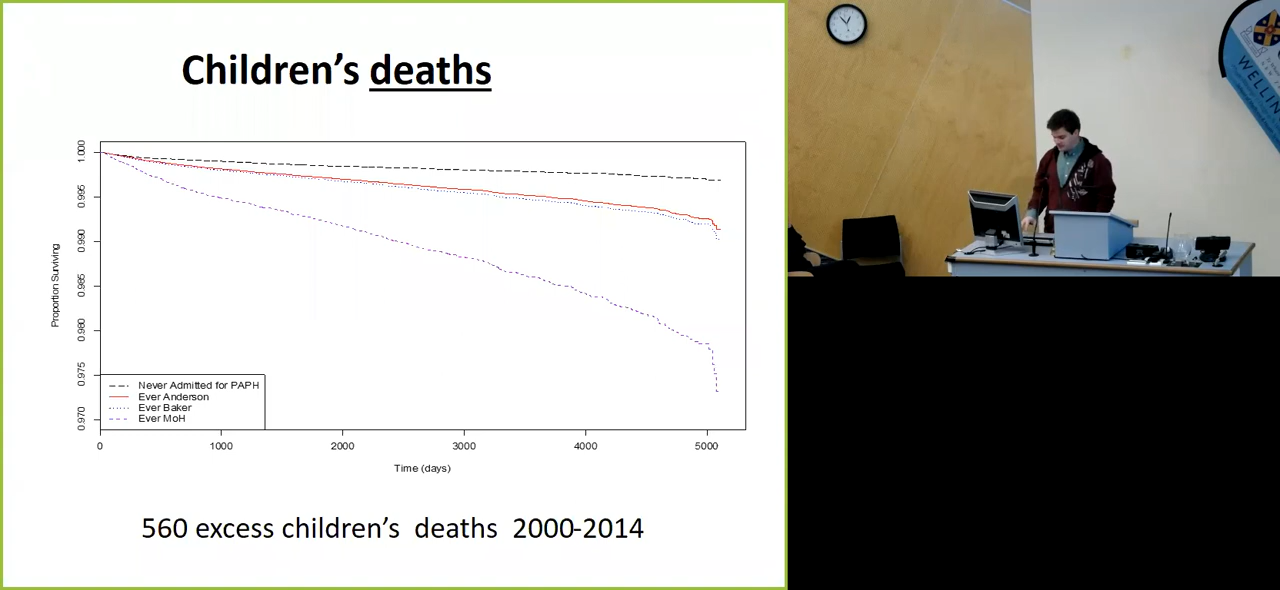 Children's deaths
1.000
0.995
0.990
0.985
0.980
0.975
0.970
Proportion Surviving
Never Admitted for PAPH
Ever Anderson
Ever Baker
Ever MoH
0 1000 2000 3000 4000 5000
Time (days)
560 excess children's deaths 2000-2014
WELLIN